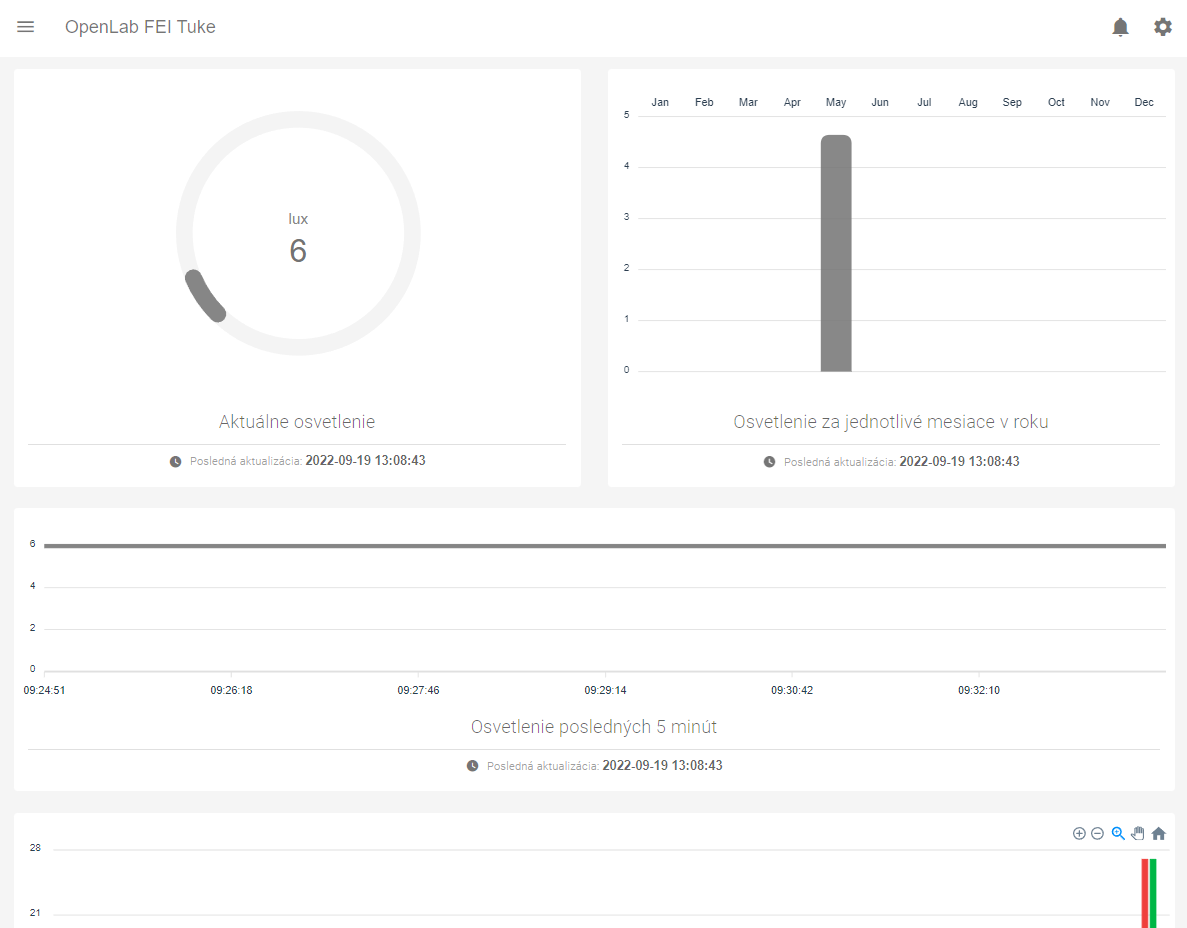 OpenLab FEI Tuke
lux
6
Aktuálne osvetlenie
Posledná aktualizácia: 2022-09-19 13:08:43
Jan Feb Mar Apr May Jun Jul Aug Sep Oct Nov Dec
5
4
3
2
1
0
Osvetlenie za jednotlivé mesiace v roku
Posledná aktualizácia: 2022-09-19 13:08:43
6
4
2
0
09:24:51 09:26:18 09:27:46 09:29:14 09:30:42 09:32:10
Osvetlenie posledných 5 minút
Posledná aktualizácia: 2022-09-19 13:08:43
28
21